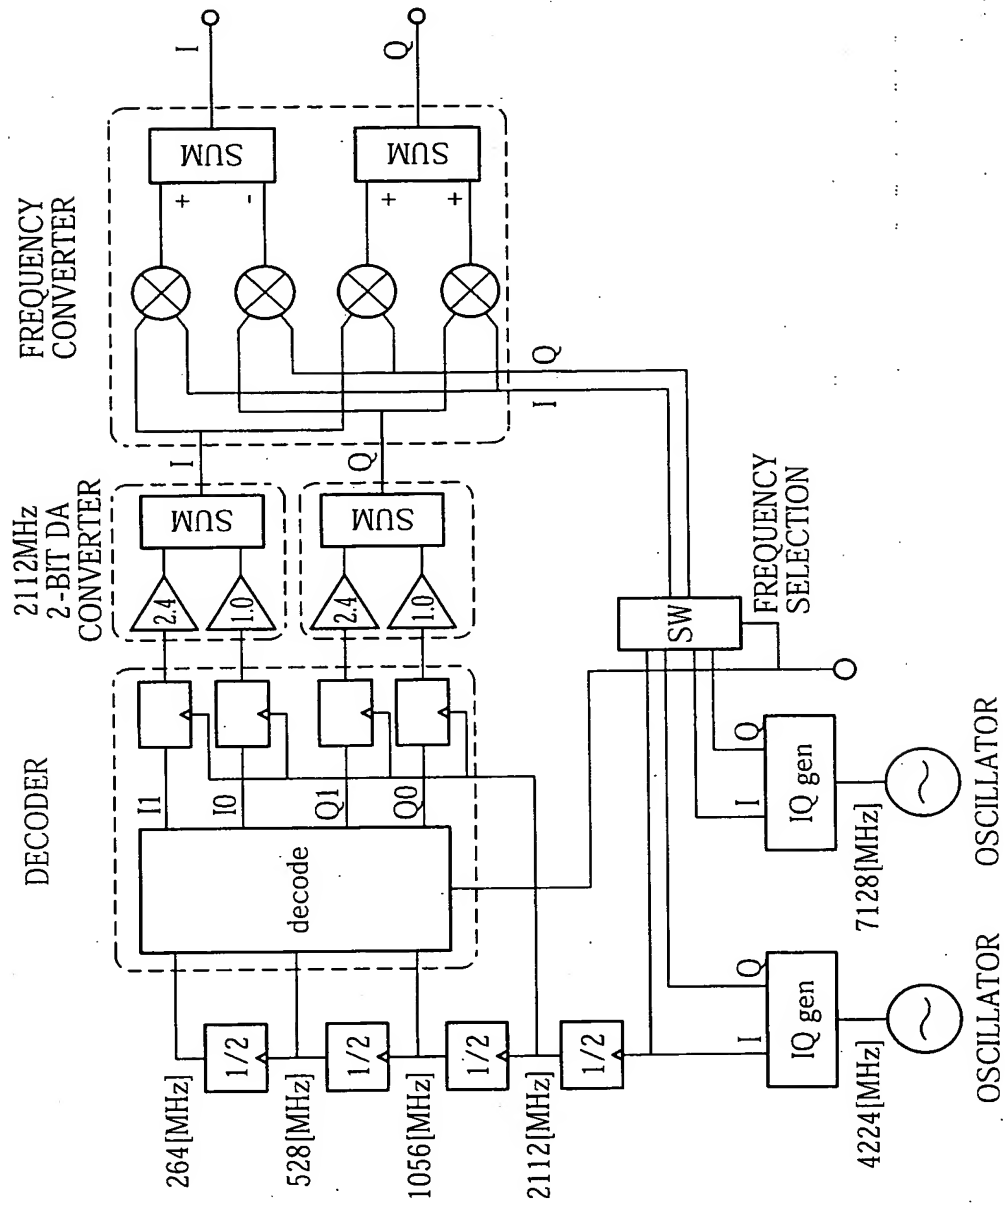 DECODER
2112MHz
2-BIT DA
CONVERTER
FREQUENCY
CONVERTER
264[MHz]
1/2
528[MHz]
1/2
1056[MHz]
1/2
2112[MHz]
1/2
decode
I1
I0
Q1
Q0
2.4
1.0
2.4
1.0
SUM
SUM
I
Q
+
-
+
+
SUM
SUM
I
Q
I
Q
SW
FREQUENCY
SELECTION
I
Q
IQ gen
4224[MHz]
OSCILLATOR
I
Q
IQ gen
7128[MHz]
OSCILLATOR